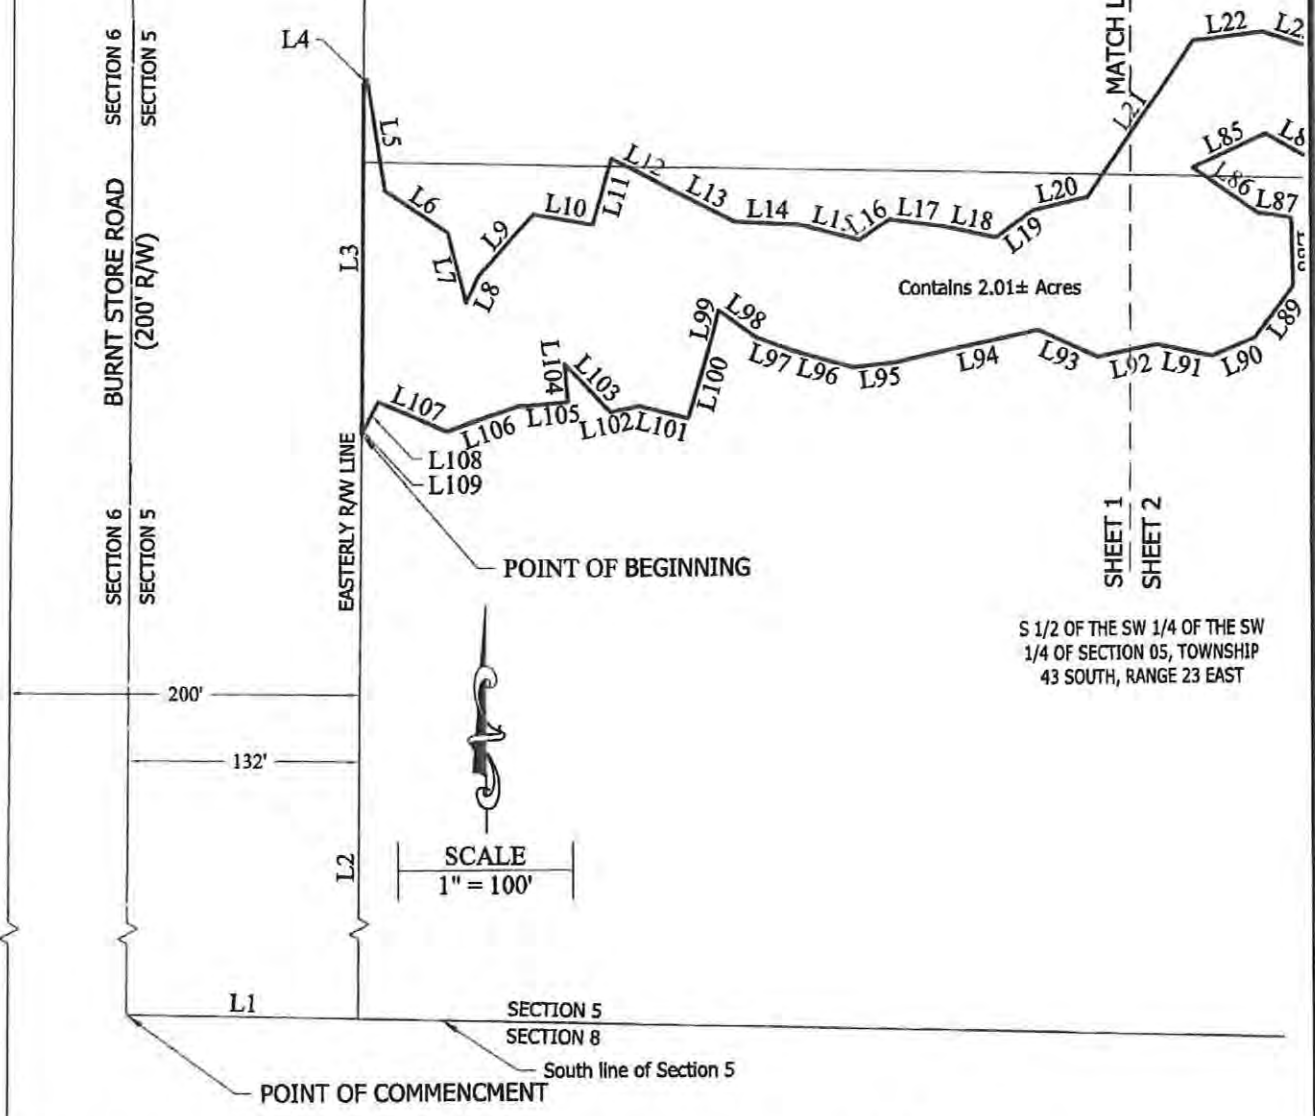 MATCH L
L22
L2
L4
SECTION 6
SECTION 5
L21
L5
L85
L8
L12
L11
L86
L13
L20
L87
L6
L10
L14
L15
L16
L17
L18
L19
L9
BURNT STORE ROAD
(200' R/W)
L3
L7
L8
Contains 2.01± Acres
L89
L99
L98
L97
L96
L95
L94
L93
L92
L91
L90
L104
L103
L100
L107
L106
L105
L102
L101
L108
L109
EASTERLY R/W LINE
SECTION 6
SECTION 5
POINT OF BEGINNING
SHEET 1
SHEET 2
S 1/2 OF THE SW 1/4 OF THE SW
1/4 OF SECTION 05, TOWNSHIP
43 SOUTH, RANGE 23 EAST
200'
132'
L2
SCALE
1" = 100'
L1
SECTION 5
SECTION 8
South line of Section 5
POINT OF COMMENCMENT